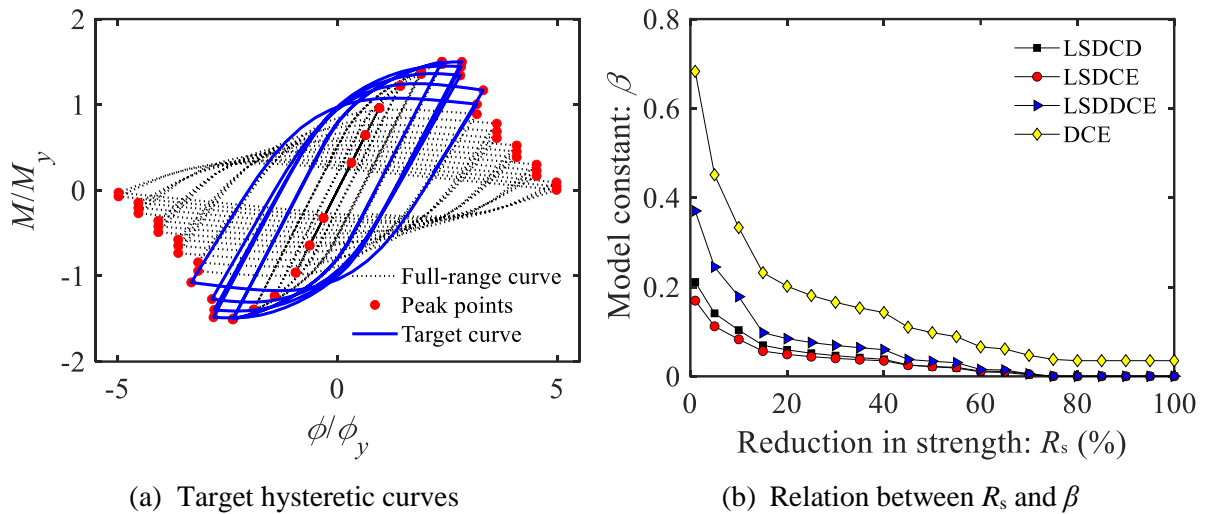 2
1
0
-1
-2
M/M_y
-5
0
5
ϕ/ϕ_y
Full-range curve
Peak points
Target curve
(a) Target hysteretic curves
0.8
0.6
0.4
0.2
0
Model constant: β
0
20
40
60
80
100
Reduction in strength: Rₛ (%)
LSDCD
LSDCE
LSDDCE
DCE
(b) Relation between Rₛ and β